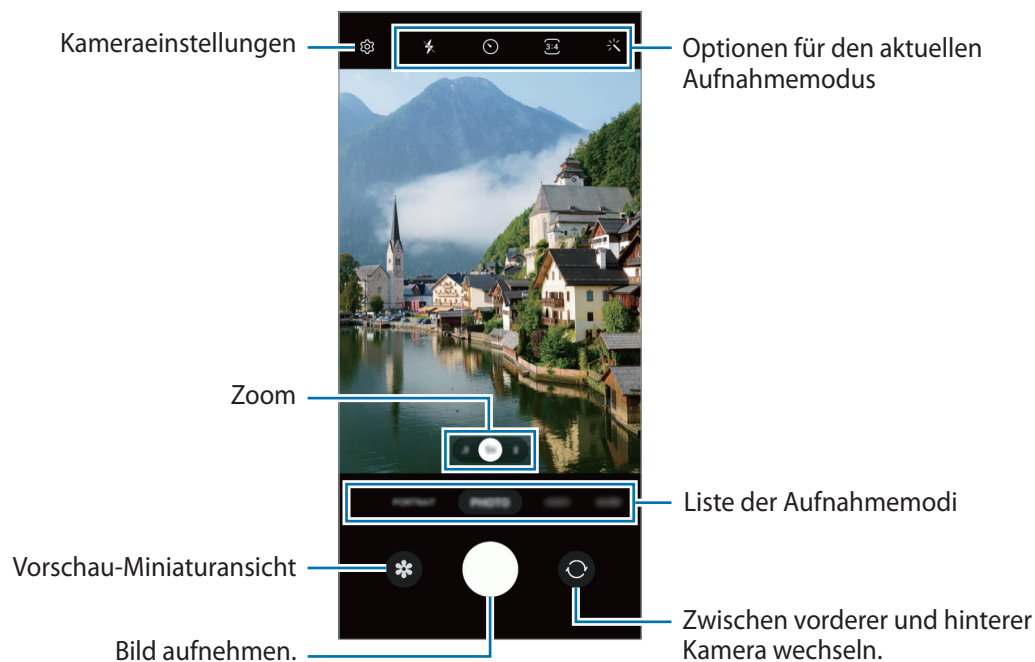 Kameraeinstellungen
3:4
Optionen für den aktuellen
Aufnahmemodus
Zoom
PORTRAIT PHOTO
Liste der Aufnahmemodi
Vorschau-Miniaturansicht
Zwischen vorderer und hinterer
Kamera wechseln.
Bild aufnehmen.